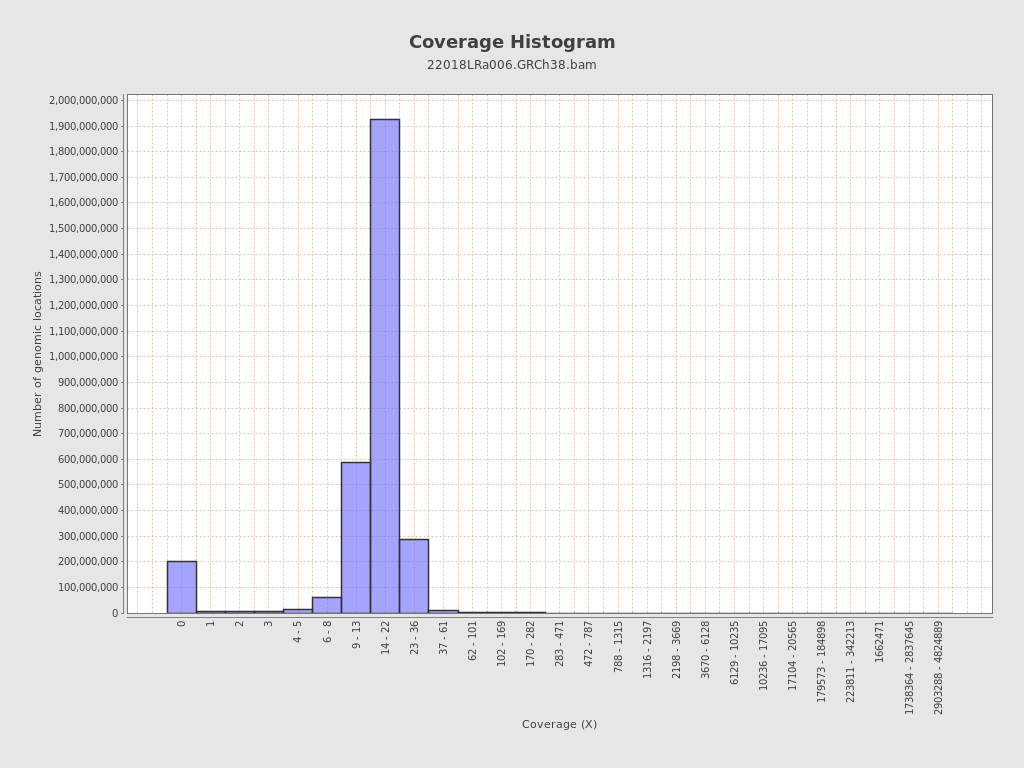 Coverage Histogram
22018LRa006.GRCh38.bam
Number of genomic locations
2,000,000,000
1,900,000,000
1,800,000,000
1,700,000,000
1,600,000,000
1,500,000,000
1,400,000,000
1,300,000,000
1,200,000,000
1,100,000,000
1,000,000,000
900,000,000
800,000,000
700,000,000
600,000,000
500,000,000
400,000,000
300,000,000
200,000,000
100,000,000
0
0
1
2
3
4 - 5
6 - 8
9 - 13
14 - 22
23 - 36
37 - 61
62 - 101
102 - 169
170 - 282
283 - 471
472 - 787
788 - 1315
1316 - 2197
2198 - 3669
3670 - 6128
6129 - 10235
10236 - 17095
17104 - 20565
179573 - 184898
223811 - 342213
1662471
1738364 - 2837645
2903288 - 4824889
Coverage (X)